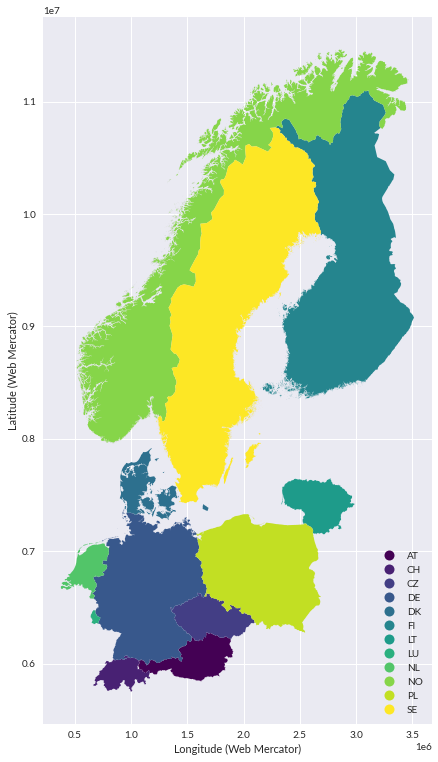 1e7
1.1
1.0
0.9
0.8
0.7
0.6
Latitude (Web Mercator)
AT
CH
CZ
DE
DK
FI
LT
LU
NL
NO
PL
SE
0.5
1.0
1.5
2.0
2.5
3.0
3.5
1e6
Longitude (Web Mercator)